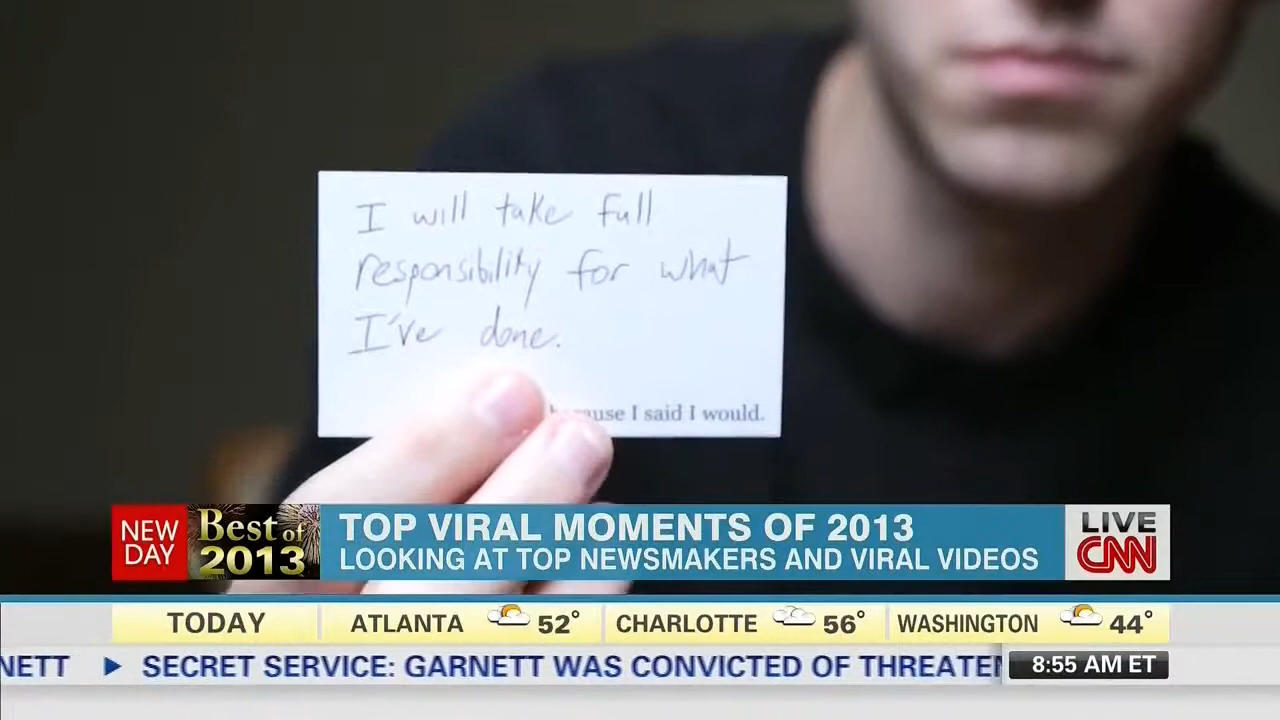 I will take full
responsibility for what
I've done.
because I said I would.
NEW
DAY
Best of
2013
TOP VIRAL MOMENTS OF 2013
LOOKING AT TOP NEWSMAKERS AND VIRAL VIDEOS
LIVE
CNN
TODAY ATLANTA 52° CHARLOTTE 56° WASHINGTON 44°
NETT ▶ SECRET SERVICE: GARNETT WAS CONVICTED OF THREATEN
8:55 AM ET